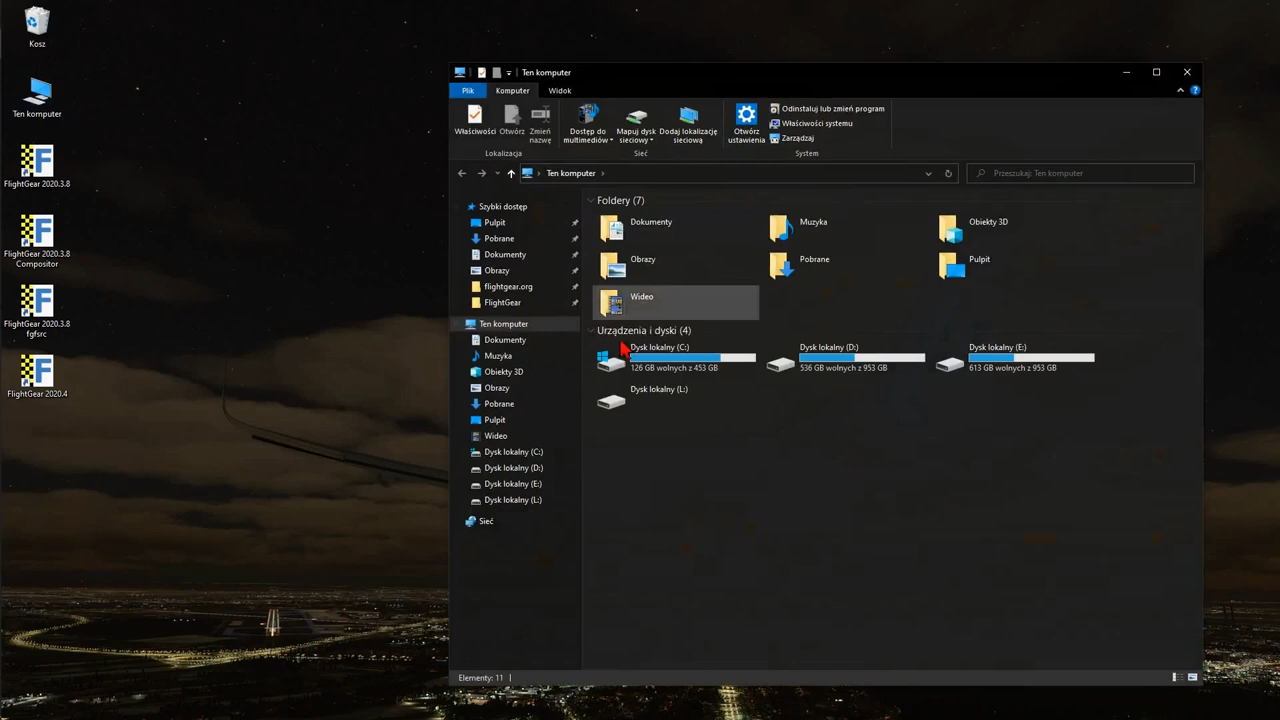 Kosz
Ten komputer
FlightGear 2020.3.8
FlightGear 2020.3.8
Compositor
FlightGear 2020.3.8
fgfsrc
FlightGear 2020.4
Ten komputer
Plik
Komputer
Widok
Właściwości
Otwórz
Zmień
nazwę
Lokalizacja
Dostęp do
multimediów
Mapuj dysk
sieciowy
Dodaj lokalizację
sieciową
Sieć
Otwórz
ustawienia
Odinstaluj lub zmień program
Właściwości systemu
Zarządzaj
System
Ten komputer
Przeszukaj: Ten komputer
Szybki dostęp
Pulpit
Pobrane
Dokumenty
Obrazy
flightgear.org
FlightGear
Ten komputer
Dokumenty
Muzyka
Obiekty 3D
Obrazy
Pobrane
Pulpit
Wideo
Dysk lokalny (C:)
Dysk lokalny (D:)
Dysk lokalny (E:)
Dysk lokalny (L:)
Sieć
Foldery (7)
Dokumenty
Muzyka
Obiekty 3D
Obrazy
Pobrane
Pulpit
Wideo
Urządzenia i dyski (4)
Dysk lokalny (C:)
126 GB wolnych z 453 GB
Dysk lokalny (D:)
536 GB wolnych z 953 GB
Dysk lokalny (E:)
613 GB wolnych z 953 GB
Dysk lokalny (L:)
Elementy: 11